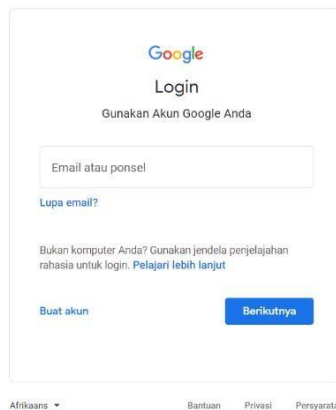 Google
Login
Gunakan Akun Google Anda
Email atau ponsel
Lupa email?
Bukan komputer Anda? Gunakan jendela penjelajahan
rahasia untuk login. Pelajari lebih lanjut
Buat akun
Berikutnya
Afrikaans
Bantuan
Privasi
Persyarata